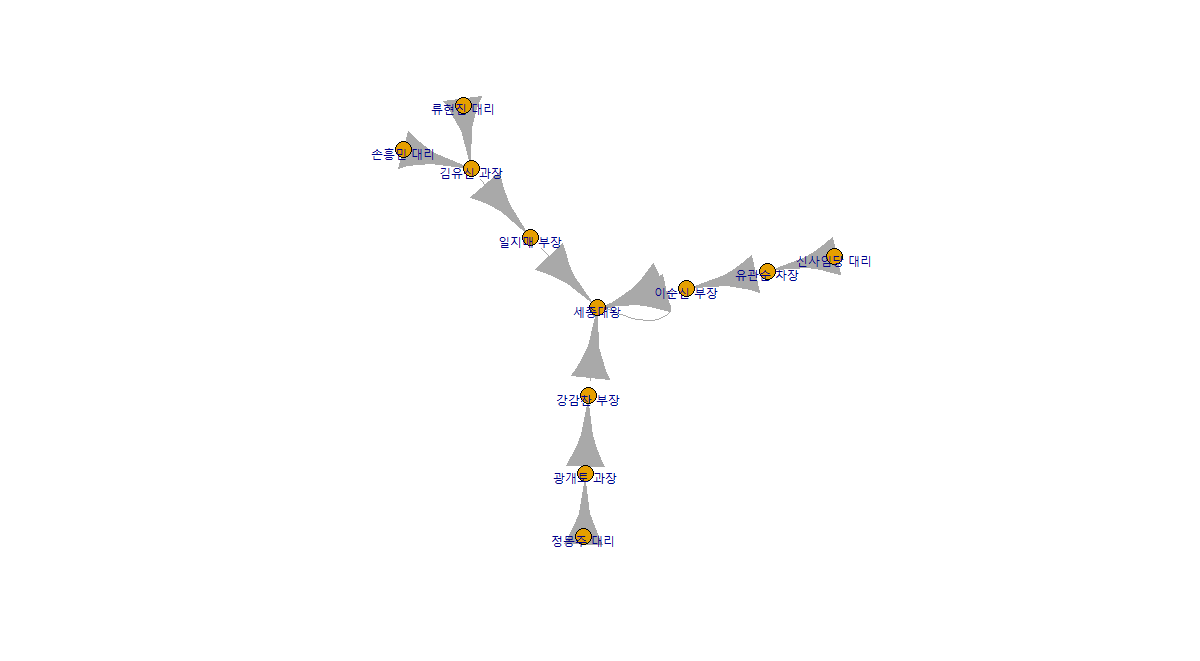 류현진 대리
손흥민 대리
김유신 과장
일지매 부장
신사임당 대리
유관순 차장
이순신 부장
세종대왕
강감찬 부장
광개토 과장
정몽주 대리